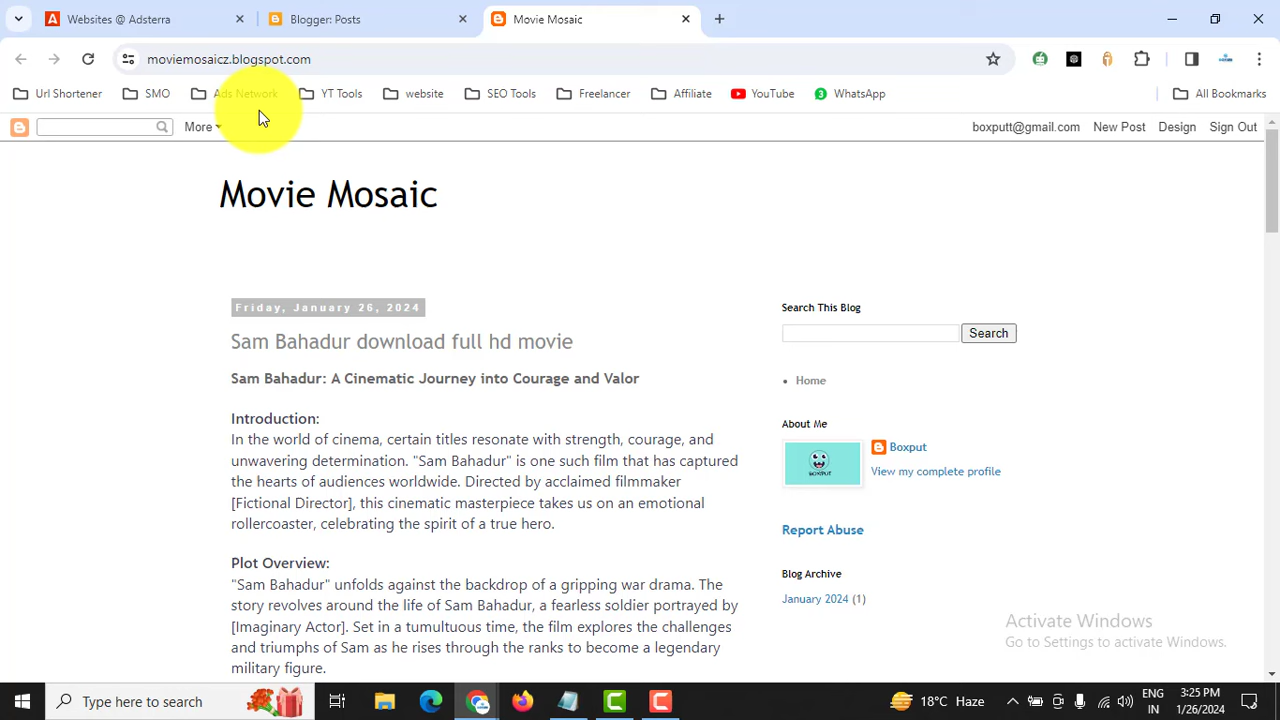 Websites @ Adsterra
Blogger: Posts
Movie Mosaic
moviemosaicz.blogspot.com
Url Shortener
SMO
Ads Network
YT Tools
website
SEO Tools
Freelancer
Affiliate
YouTube
WhatsApp
All Bookmarks
More
boxputt@gmail.com
New Post
Design
Sign Out
Movie Mosaic
Friday, January 26, 2024
Sam Bahadur download full hd movie
Sam Bahadur: A Cinematic Journey into Courage and Valor
Introduction:
In the world of cinema, certain titles resonate with strength, courage, and
unwavering determination. "Sam Bahadur" is one such film that has captured
the hearts of audiences worldwide. Directed by acclaimed filmmaker
[Fictional Director], this cinematic masterpiece takes us on an emotional
rollercoaster, celebrating the spirit of a true hero.
Plot Overview:
"Sam Bahadur" unfolds against the backdrop of a gripping war drama. The
story revolves around the life of Sam Bahadur, a fearless soldier portrayed by
[Imaginary Actor]. Set in a tumultuous time, the film explores the challenges
and triumphs of Sam as he rises through the ranks to become a legendary
military figure.
Search This Blog
Search
Home
About Me
BOXPUT
Boxput
View my complete profile
Report Abuse
Blog Archive
January 2024 (1)
Activate Windows
Go to Settings to activate Windows.
Type here to search
18°C Haze
ENG
IN
3:25 PM
1/26/2024